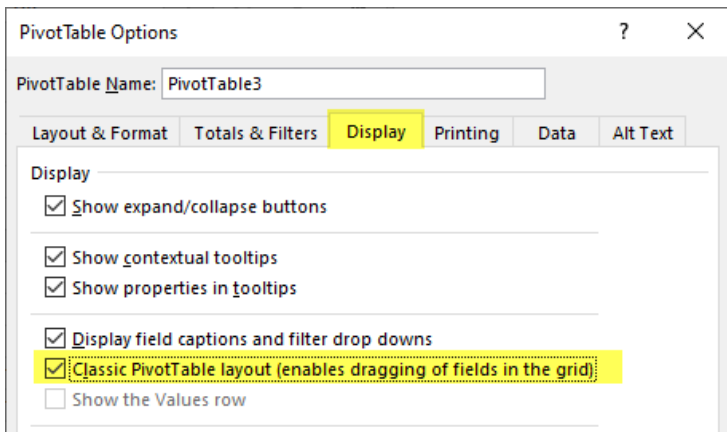 PivotTable Options ?
PivotTable Name: PivotTable3
Layout & Format Totals & Filters Display Printing Data Alt Text
Display
Show expand/collapse buttons
Show contextual tooltips
Show properties in tooltips
Display field captions and filter drop downs
Classic PivotTable layout (enables dragging of fields in the grid)
Show the Values row